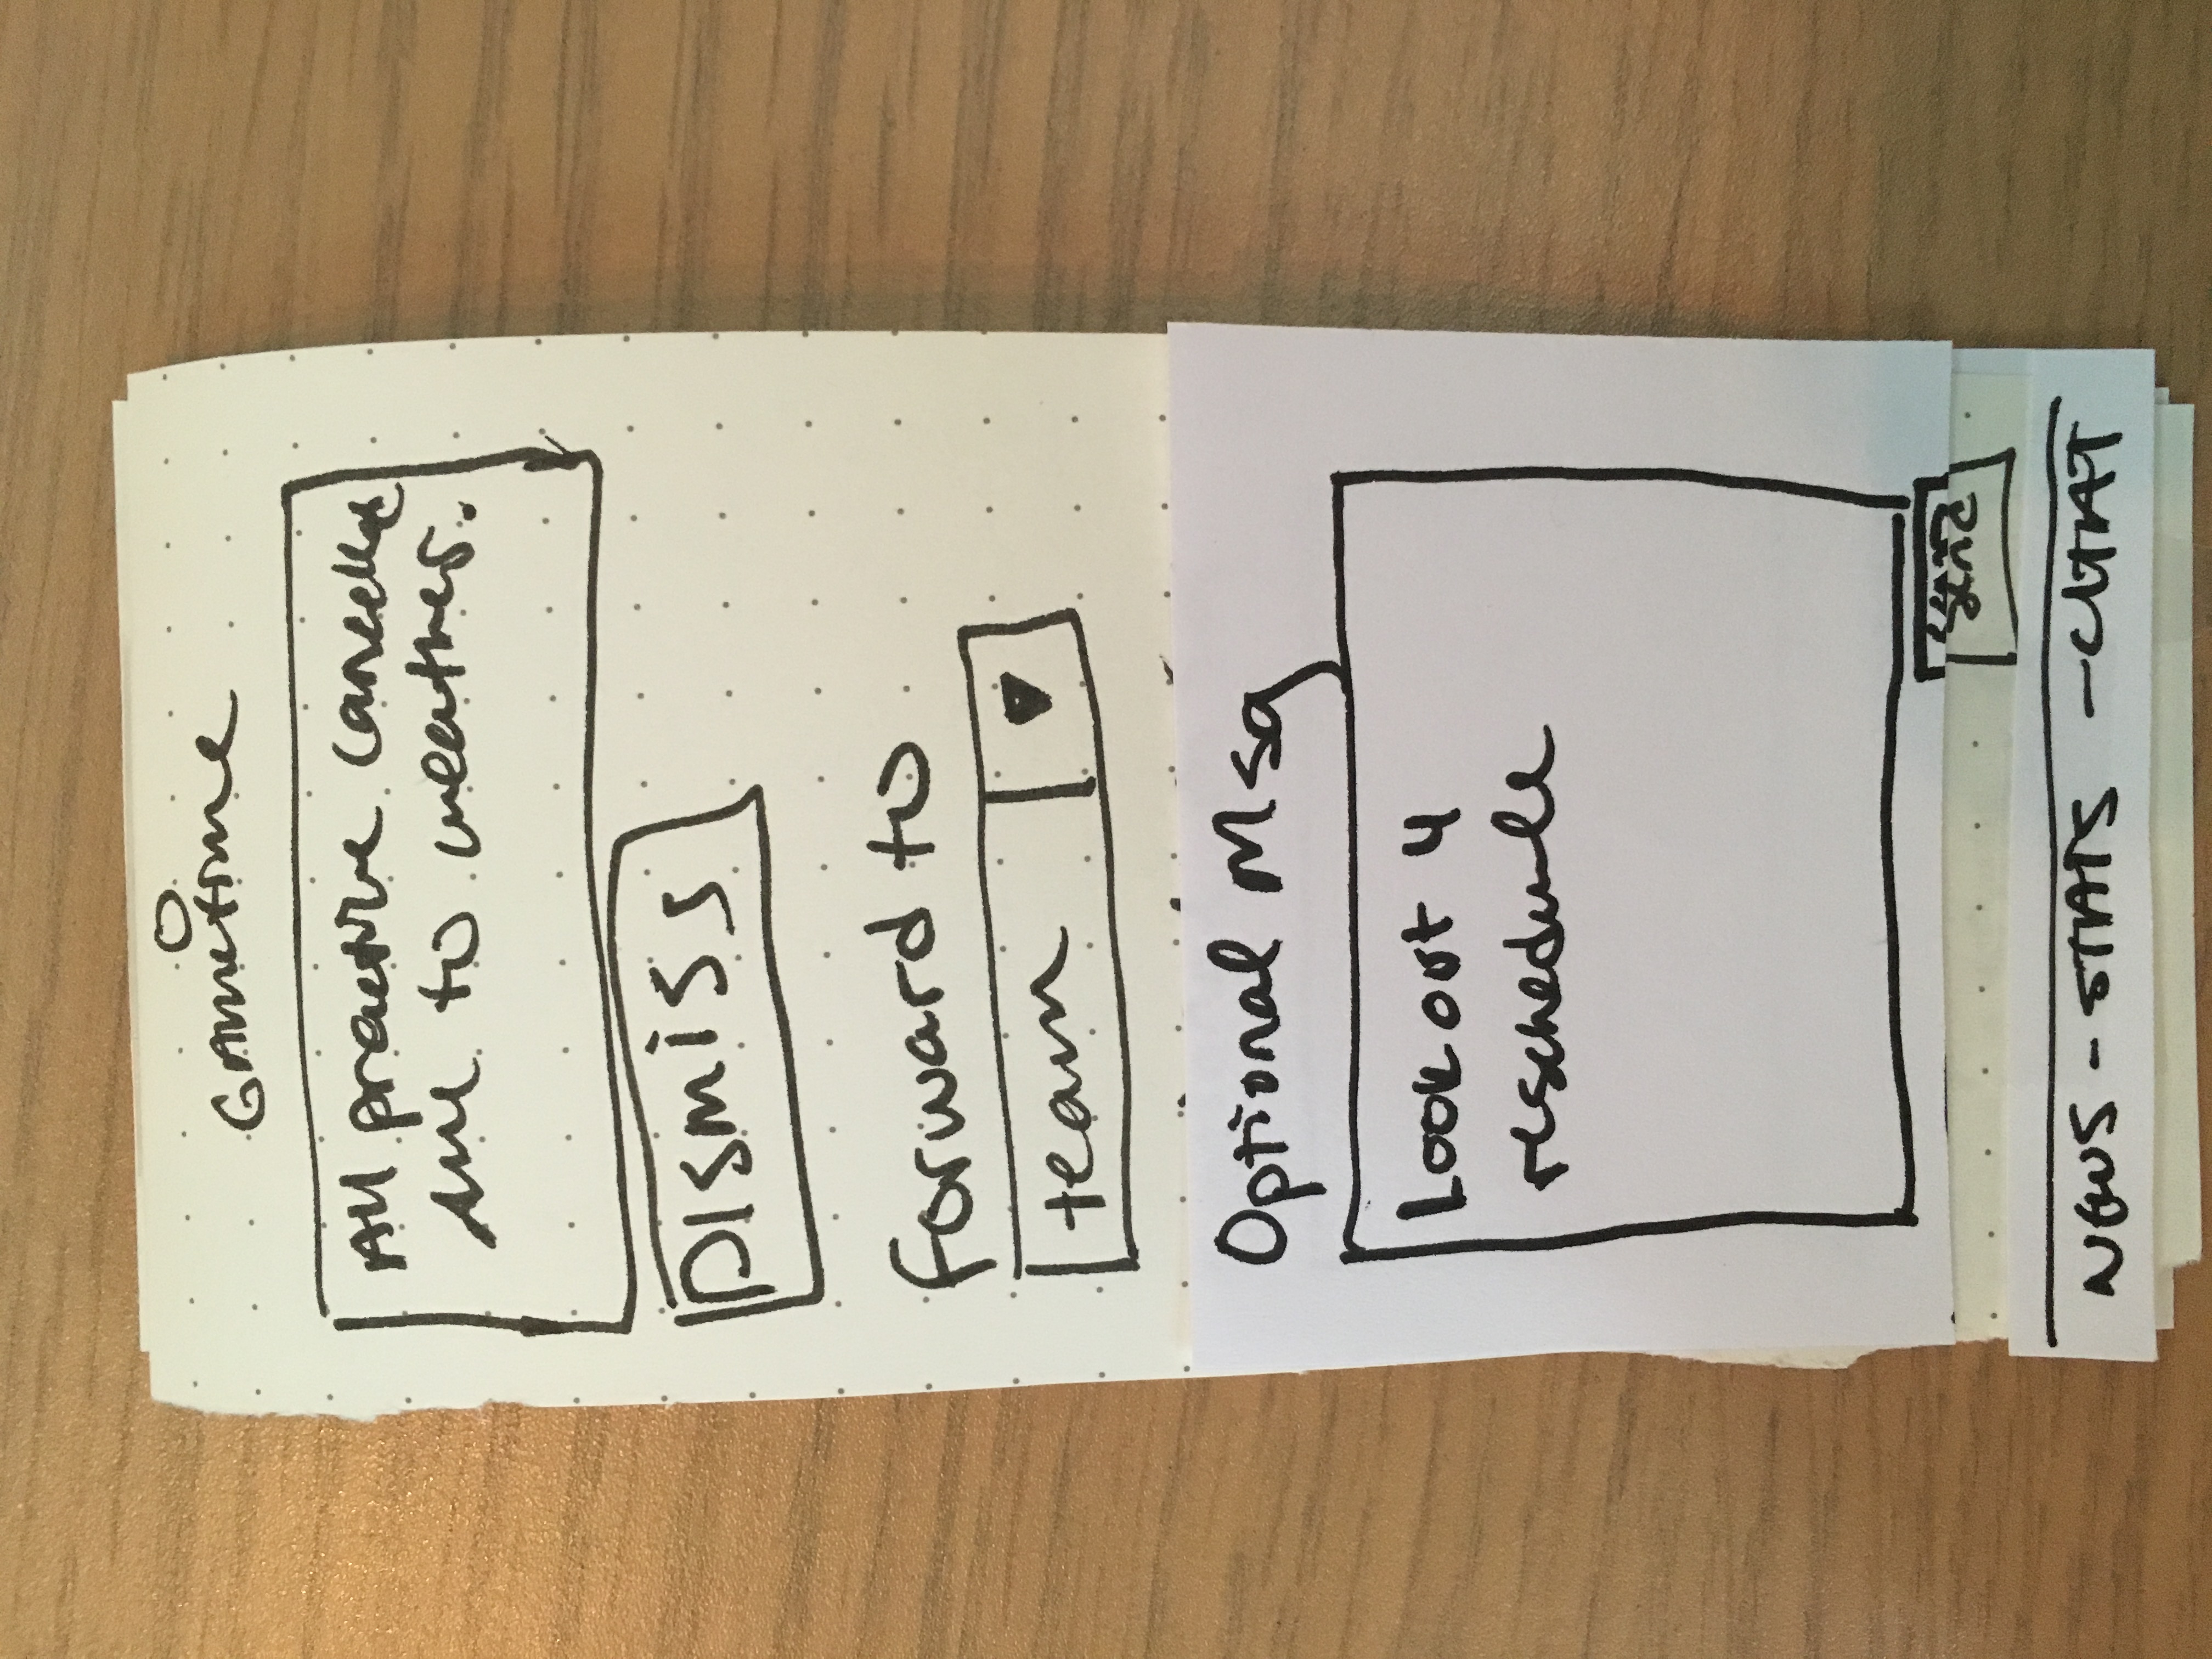 Gametime
All practice cancelled
due to weather.
Dismiss
Forward to
team
Optional Msg
Look out 4
reschedule
Send
NEWS - STATS - CHAT